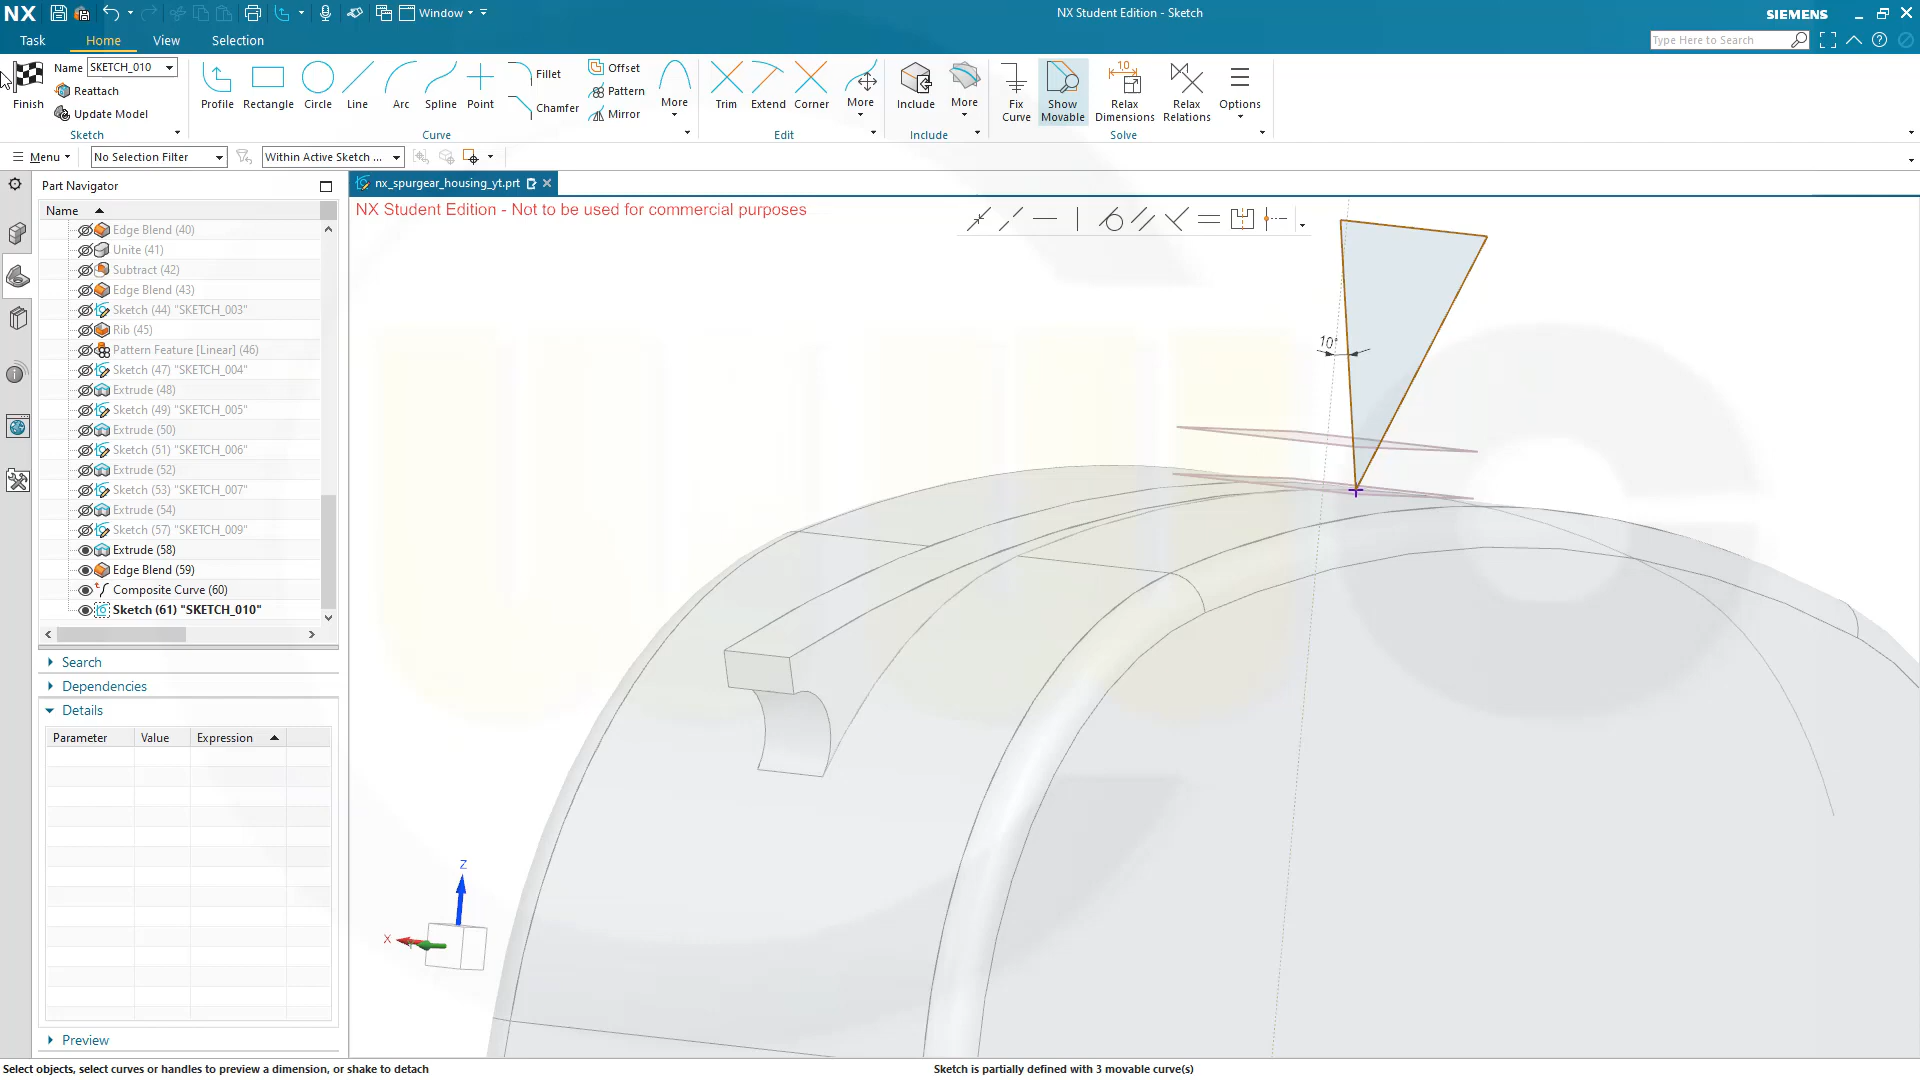 NX
Window
NX Student Edition - Sketch
SIEMENS
Task
Home
View
Selection
Type Here to Search
Finish
Name
SKETCH_010
Reattach
Update Model
Sketch
Profile
Rectangle
Circle
Line
Arc
Spline
Point
Fillet
Chamfer
Offset
Pattern
Mirror
More
Curve
Trim
Extend
Corner
More
Edit
Include
More
Include
Fix
Curve
Show
Movable
1,0
Relax
Dimensions
Relax
Relations
Options
Solve
Menu
No Selection Filter
Within Active Sketch ...
Part Navigator
nx_spurgear_housing_yt.prt
NX Student Edition - Not to be used for commercial purposes
Name
Edge Blend (40)
Unite (41)
Subtract (42)
Edge Blend (43)
Sketch (44) "SKETCH_003"
Rib (45)
Pattern Feature [Linear] (46)
Sketch (47) "SKETCH_004"
Extrude (48)
Sketch (49) "SKETCH_005"
Extrude (50)
Sketch (51) "SKETCH_006"
Extrude (52)
Sketch (53) "SKETCH_007"
Extrude (54)
Sketch (57) "SKETCH_009"
Extrude (58)
Edge Blend (59)
Composite Curve (60)
Sketch (61) "SKETCH_010"
Search
Dependencies
Details
Parameter
Value
Expression
Preview
10°
Z
X
Select objects, select curves or handles to preview a dimension, or shake to detach
Sketch is partially defined with 3 movable curve(s)